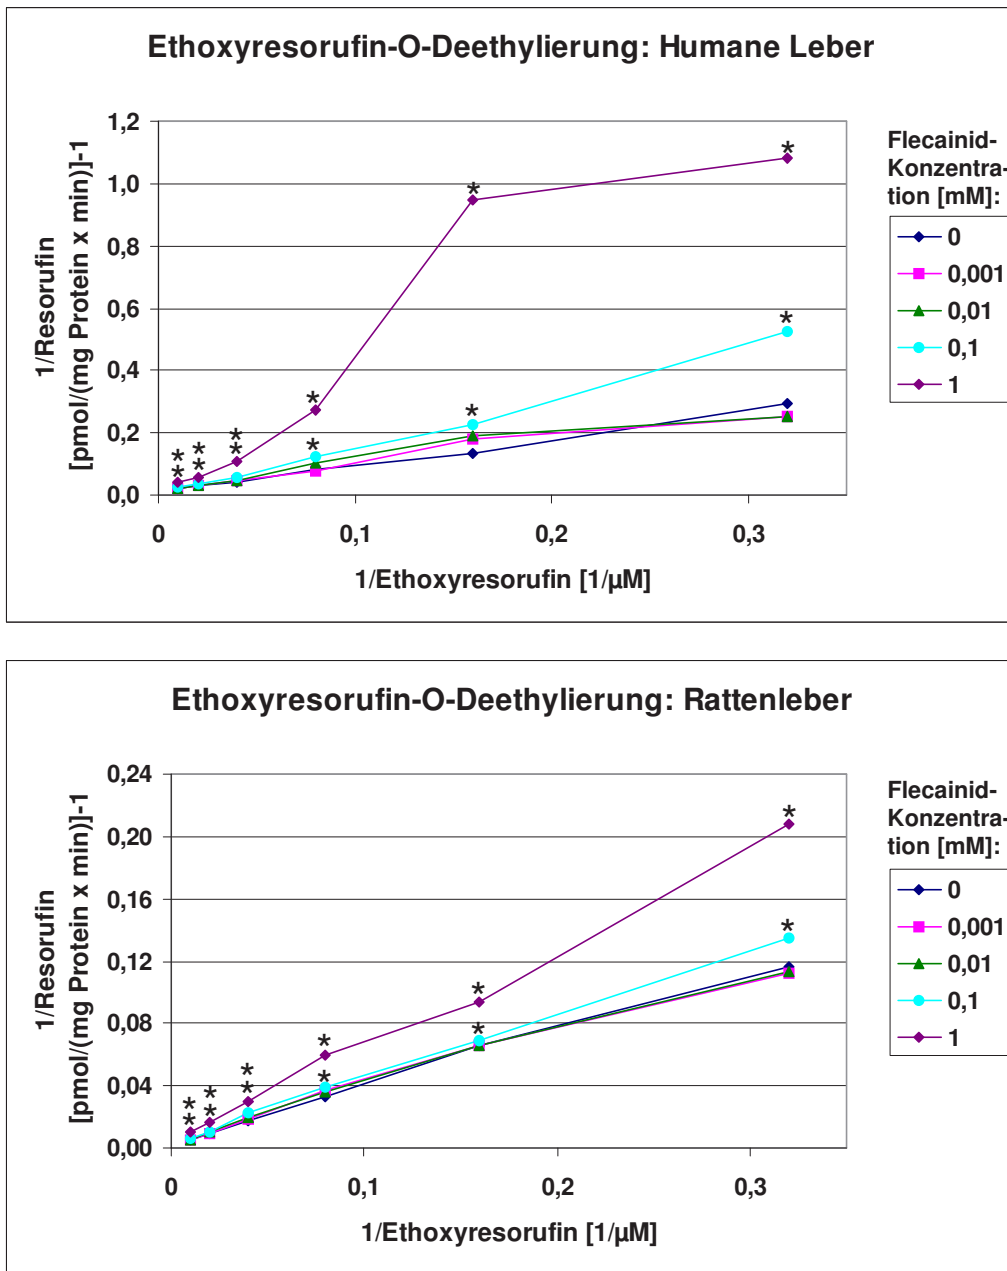 Ethoxyresorufin-O-Deethylierung: Humane Leber
1/Resorufin
[pmol/(mg Protein x min)]-1
1,2
1,0
0,8
0,6
0,4
0,2
0,0
0 0,1 0,2 0,3
1/Ethoxyresorufin [1/µM]
Flecainid-
Konzentra-
tion [mM]:
0
0,001
0,01
0,1
1
Ethoxyresorufin-O-Deethylierung: Rattenleber
1/Resorufin
[pmol/(mg Protein x min)]-1
0,24
0,20
0,16
0,12
0,08
0,04
0,00
0 0,1 0,2 0,3
1/Ethoxyresorufin [1/µM]
Flecainid-
Konzentra-
tion [mM]:
0
0,001
0,01
0,1
1